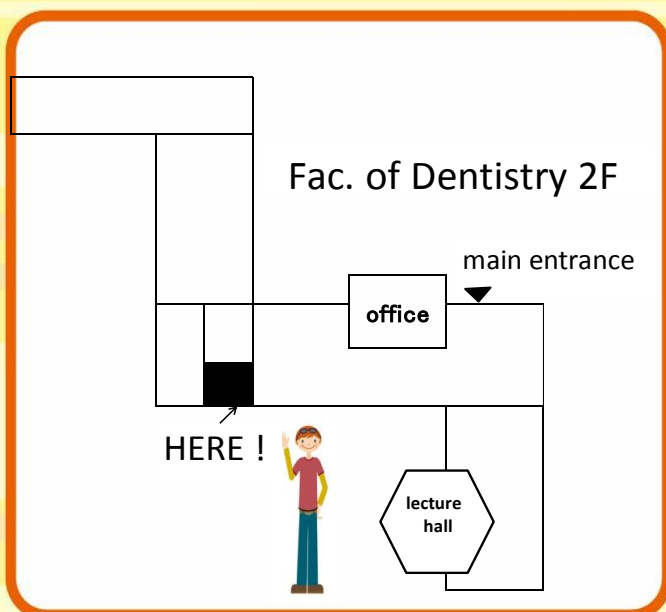 Fac. of Dentistry 2F
main entrance
office
HERE !
lecture
hall